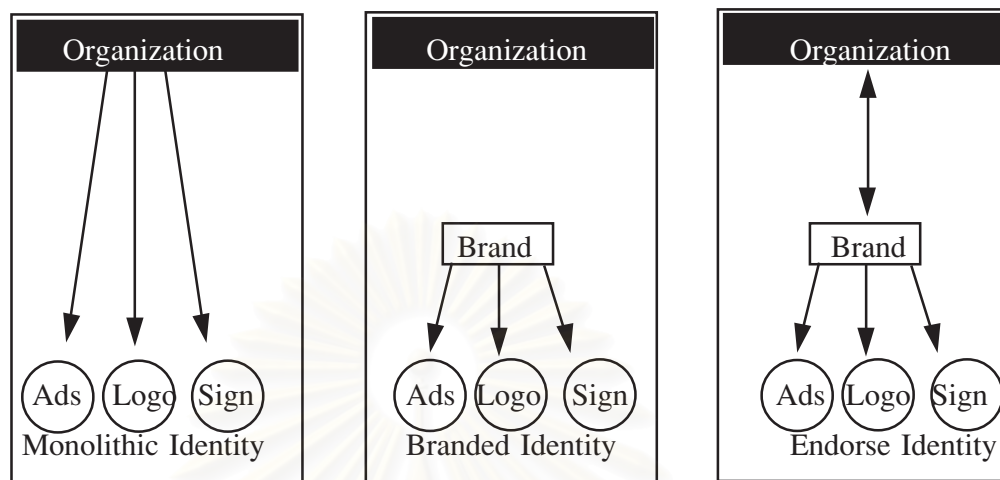 Organization
Ads Logo Sign
Monolithic Identity
Organization
Brand
Ads Logo Sign
Branded Identity
Organization
Brand
Ads Logo Sign
Endorse Identity